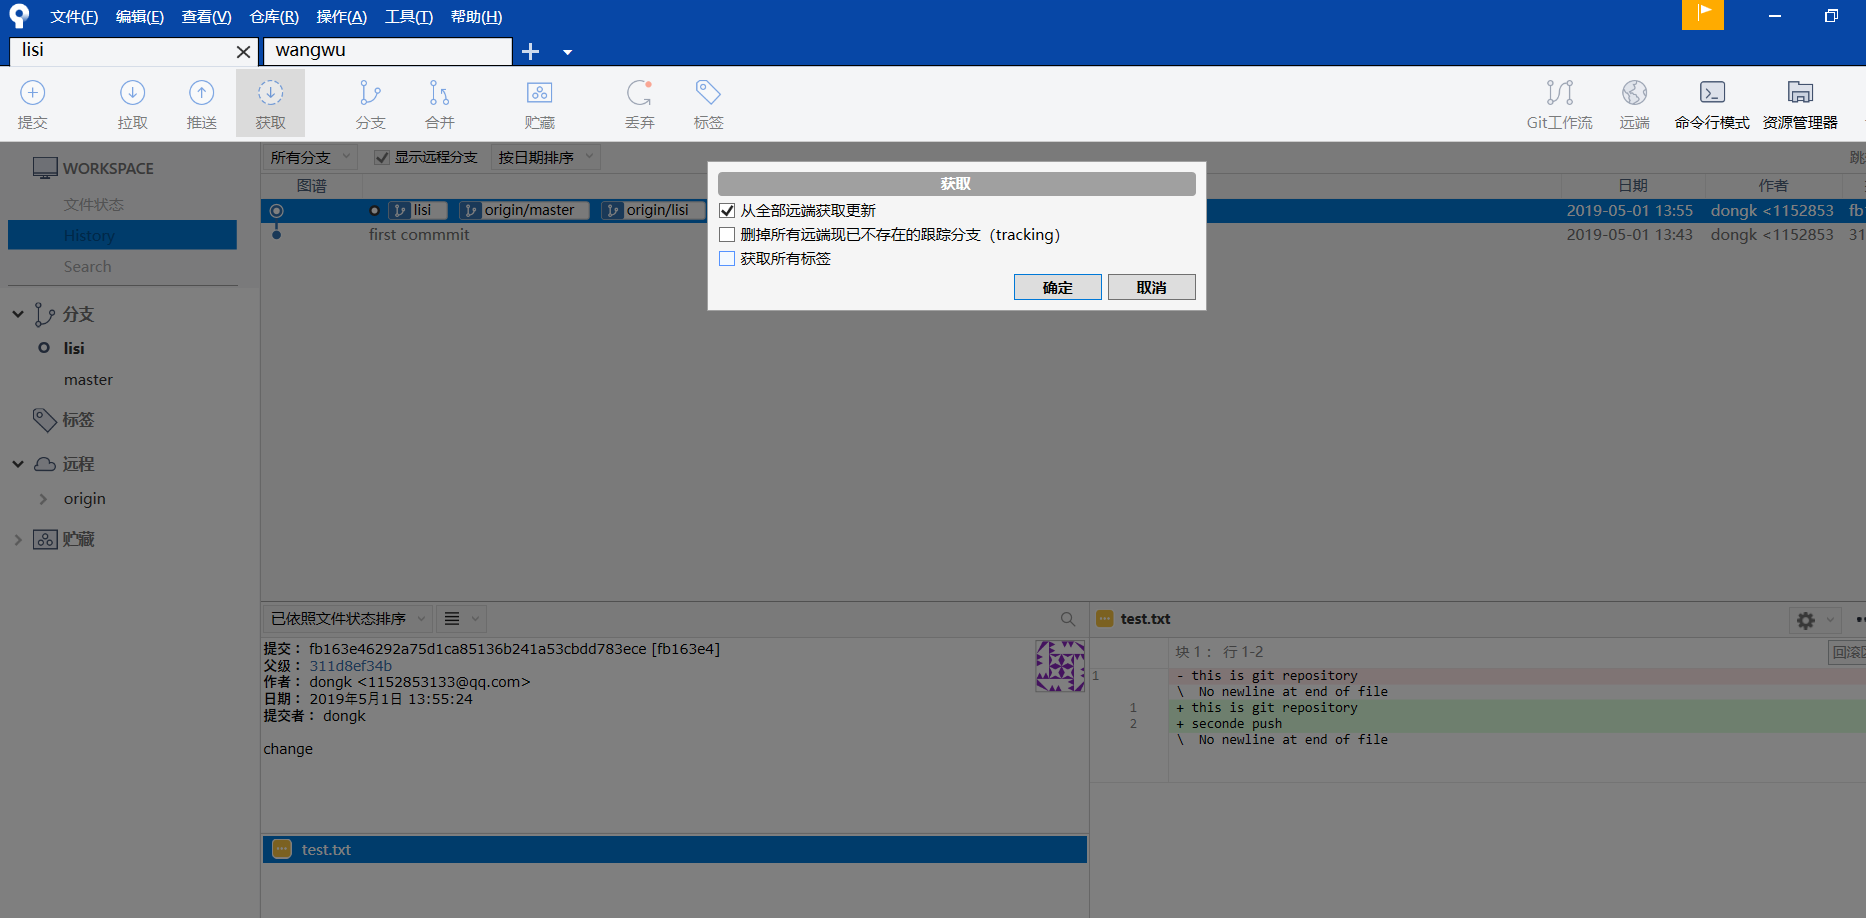 文件(F) 编辑(E) 查看(V) 仓库(R) 操作(A) 工具(T) 帮助(H)
lisi
wangwu
提交 拉取 推送 获取 分支 合并 贮藏 丢弃 标签 Git工作流 远端 命令行模式 资源管理器
WORKSPACE
文件状态
History
Search
分支
lisi
master
标签
远程
origin
贮藏
所有分支 显示远程分支 按日期排序 跳
图谱 日期 作者
lisi origin/master origin/lisi 2019-05-01 13:55 dongk <1152853 fb1
first commmit 2019-05-01 13:43 dongk <1152853 31
获取
从全部远端获取更新
删掉所有远端现已不存在的跟踪分支（tracking）
获取所有标签
确定 取消
已依照文件状态排序
提交： fb163e46292a75d1ca85136b241a53cbdd783ece [fb163e4]
父级： 311d8ef34b
作者： dongk <1152853133@qq.com>
日期： 2019年5月1日 13:55:24
提交者： dongk
change
test.txt
test.txt
块 1： 行 1-2
回滚区
1 - this is git repository
\ No newline at end of file
1 + this is git repository
2 + seconde push
\ No newline at end of file